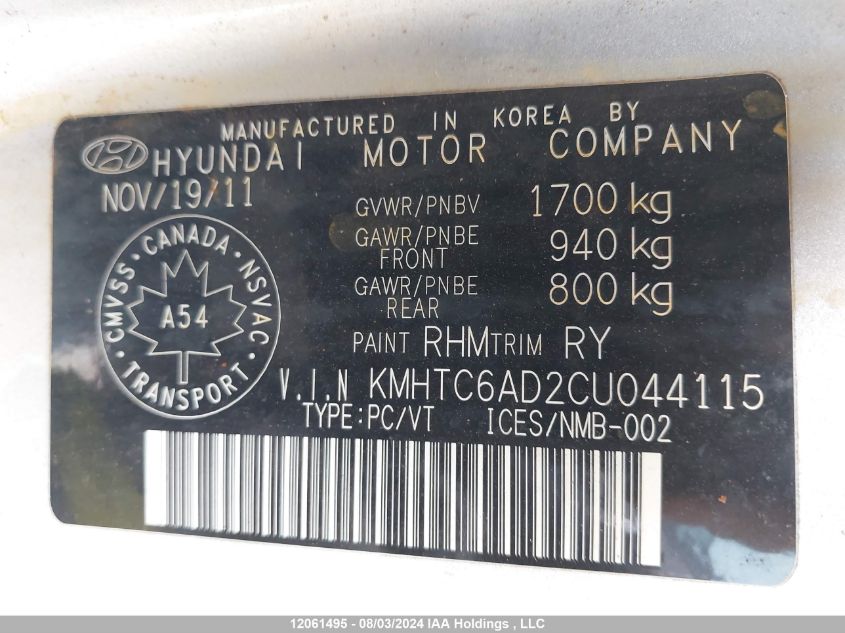 MANUFACTURED IN KOREA BY
HYUNDAI MOTOR COMPANY
NOV/19/11
GVWR/PNBV 1700 kg
GAWR/PNBE FRONT 940 kg
GAWR/PNBE REAR 800 kg
CMVSS · CANADA · NSVAC
A54
TRANSPORT
PAINT RHM TRIM RY
V.I.N KMHTC6AD2CU044115
TYPE:PC/VT ICES/NMB-002
12061495 - 08/03/2024 IAA Holdings , LLC